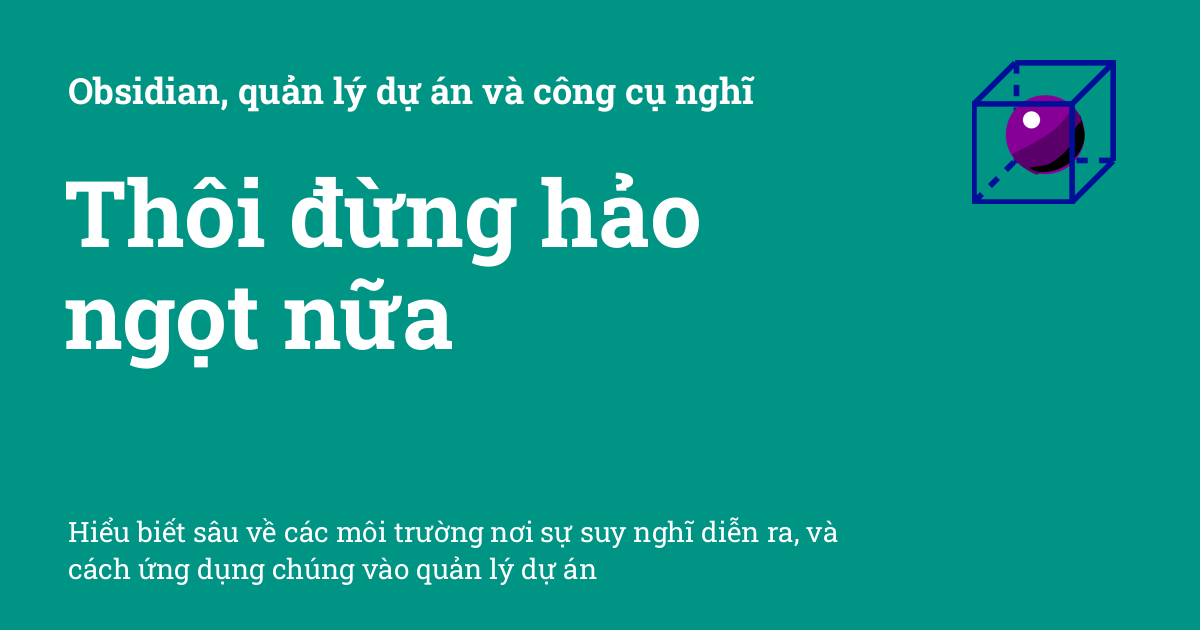 Obsidian, quản lý dự án và công cụ nghĩ
Thôi đừng hảo
ngọt nữa
Hiểu biết sâu về các môi trường nơi sự suy nghĩ diễn ra, và
cách ứng dụng chúng vào quản lý dự án